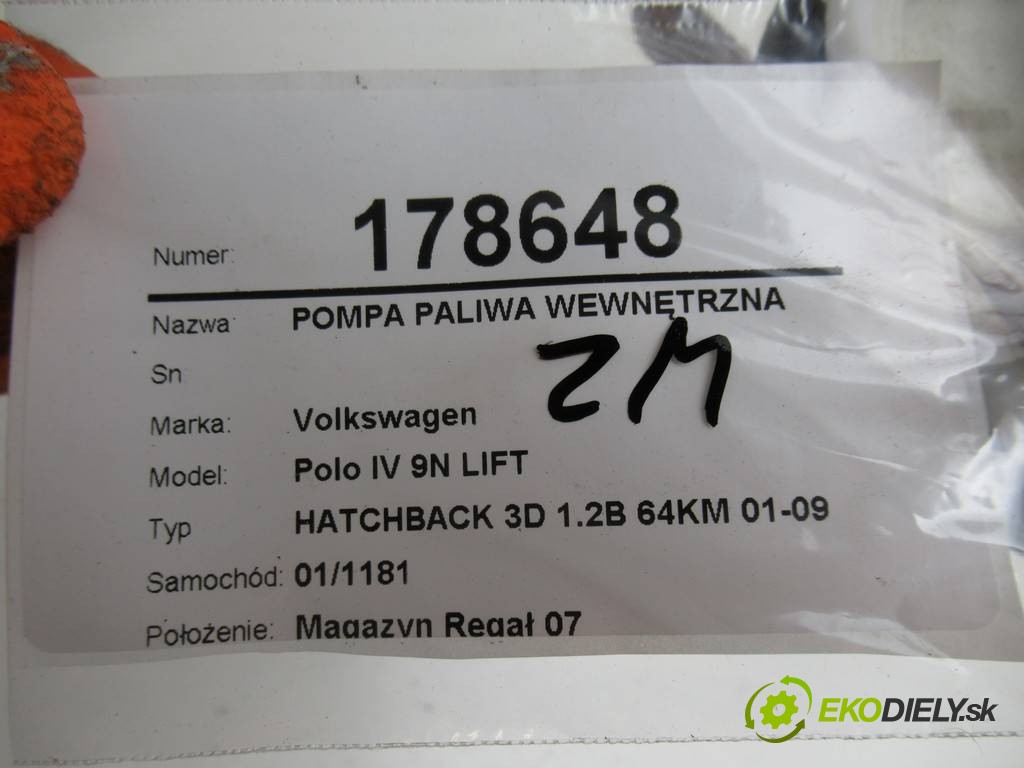 Numer: 178648
Nazwa POMPA PALIWA WEWNĘTRZNA
Sn
Marka: Volkswagen
Model: Polo IV 9N LIFT
Typ HATCHBACK 3D 1.2B 64KM 01-09
Samochód: 01/1181
Położenie: Magazyn Regał 07
EKODIELY.sk